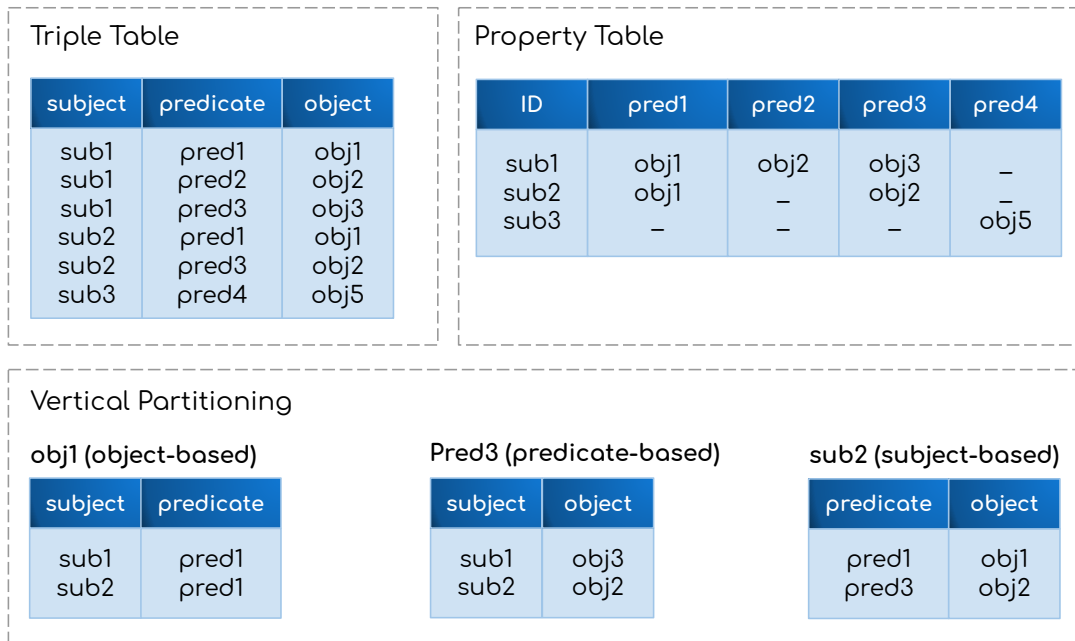 Triple Table
subject predicate object
sub1 pred1 obj1
sub1 pred2 obj2
sub1 pred3 obj3
sub2 pred1 obj1
sub2 pred3 obj2
sub3 pred4 obj5
Property Table
ID pred1 pred2 pred3 pred4
sub1 obj1 obj2 obj3 _
sub2 obj1 _ obj2 _
sub3 _ _ _ obj5
Vertical Partitioning
obj1 (object-based)
subject predicate
sub1 pred1
sub2 pred1
Pred3 (predicate-based)
subject object
sub1 obj3
sub2 obj2
sub2 (subject-based)
predicate object
pred1 obj1
pred3 obj2